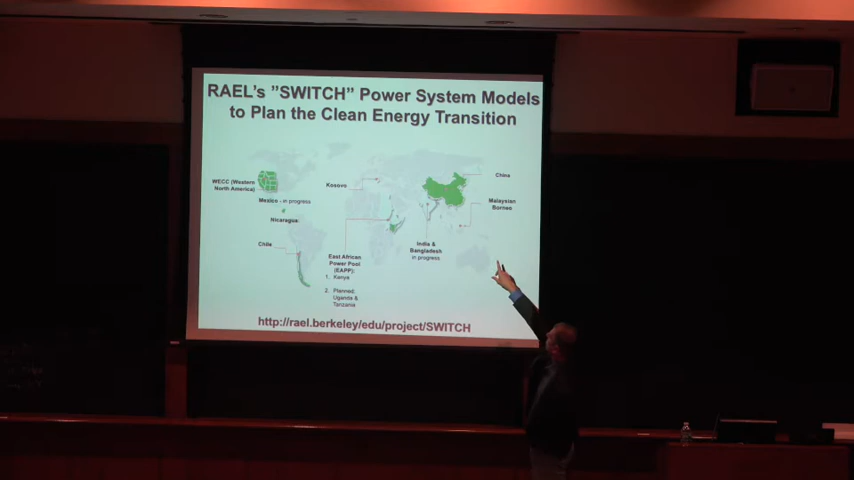 RAEL's "SWITCH" Power System Models
to Plan the Clean Energy Transition
China
WECC (Western
North America)
Kosovo
Mexico - in progress
Malaysian
Borneo
Nicaragua
Chile
India &
Bangladesh
in progress
East African
Power Pool
(EAPP):
1. Kenya
2. Planned:
Uganda &
Tanzania
http://rael.berkeley/edu/project/SWITCH